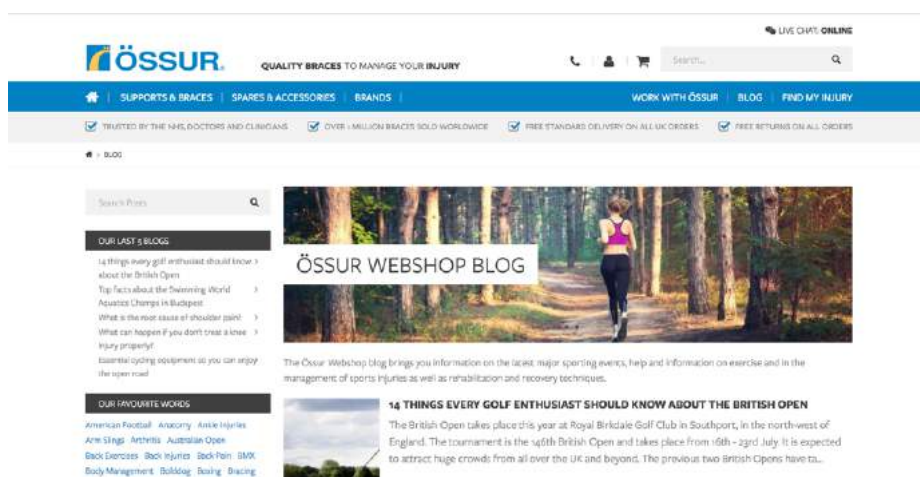 LIVE CHAT: ONLINE
ÖSSUR.
QUALITY BRACES TO MANAGE YOUR INJURY
Search...
SUPPORTS & BRACES | SPARES & ACCESSORIES | BRANDS |
WORK WITH ÖSSUR | BLOG | FIND MY INJURY
TRUSTED BY THE NHS, DOCTORS AND CLINICIANS
OVER 1 MILLION BRACES SOLD WORLDWIDE
FREE STANDARD DELIVERY ON ALL UK ORDERS
FREE RETURNS ON ALL ORDERS
> BLOG
Search Posts
OUR LAST 5 BLOGS
14 things every golf enthusiast should know >
about the British Open
Top facts about the Swimming World >
Aquatics Champs in Budapest
What is the root cause of shoulder pain? >
What can happen if you don't treat a knee >
injury properly?
Essential cycling equipment so you can enjoy >
the open road
OUR FAVOURITE WORDS
American Football Anatomy Ankle Injuries
Arm Slings Arthritis Australian Open
Back Exercises Back Injuries Back Pain BMX
Body Management Bolddog Boxing Bracing
ÖSSUR WEBSHOP BLOG
The Össur Webshop blog brings you information on the latest major sporting events, help and information on exercise and in the
management of sports injuries as well as rehabilitation and recovery techniques.
14 THINGS EVERY GOLF ENTHUSIAST SHOULD KNOW ABOUT THE BRITISH OPEN
The British Open takes place this year at Royal Birkdale Golf Club in Southport, in the north-west of
England. The tournament is the 146th British Open and takes place from 16th - 23rd July. It is expected
to attract huge crowds from all over the UK and beyond. The previous two British Opens have ta...